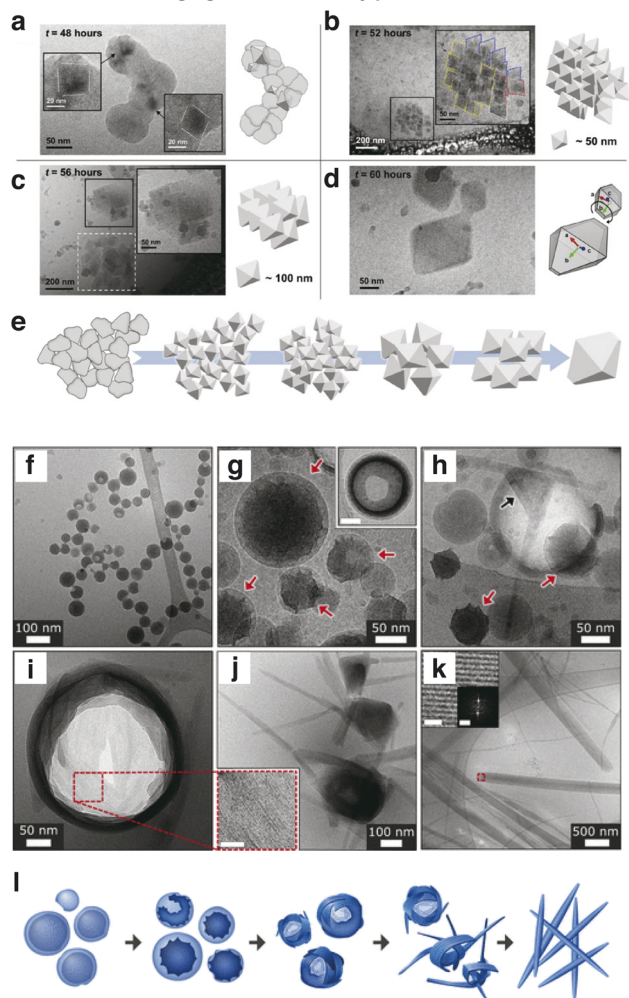 a
t = 48 hours
25 nm
20 nm
50 nm
b
t = 52 hours
50 nm
200 nm
~ 50 nm
c
t = 56 hours
50 nm
200 nm
~ 100 nm
d
t = 60 hours
50 nm
a
b
c
a
b
c
e
f
100 nm
g
50 nm
h
50 nm
i
50 nm
j
100 nm
k
500 nm
l